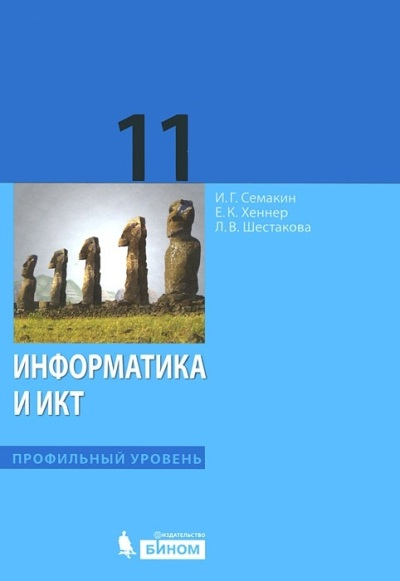 11
И. Г. Семакин
Е. К. Хеннер
Л. В. Шестакова
ИНФОРМАТИКА
И ИКТ
ПРОФИЛЬНЫЙ УРОВЕНЬ
ИЗДАТЕЛЬСТВО
БИНОМ